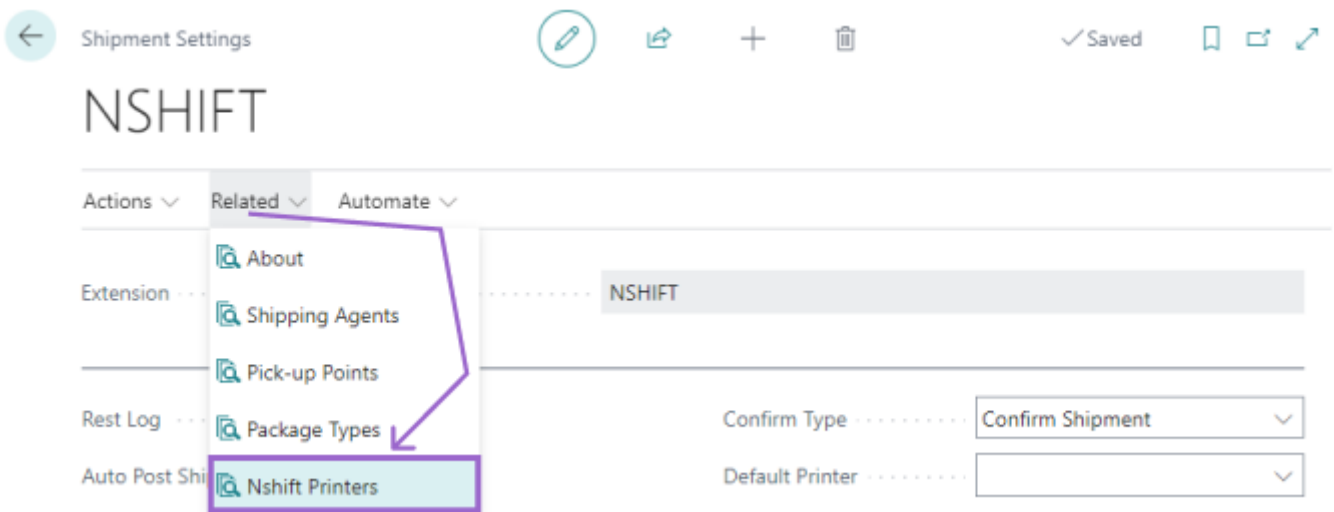 Shipment Settings
Saved
NSHIFT
Actions Related Automate
About
Extension NSHIFT
Shipping Agents
Pick-up Points
Rest Log Confirm Type Confirm Shipment
Package Types
Auto Post Shi Default Printer
Nshift Printers